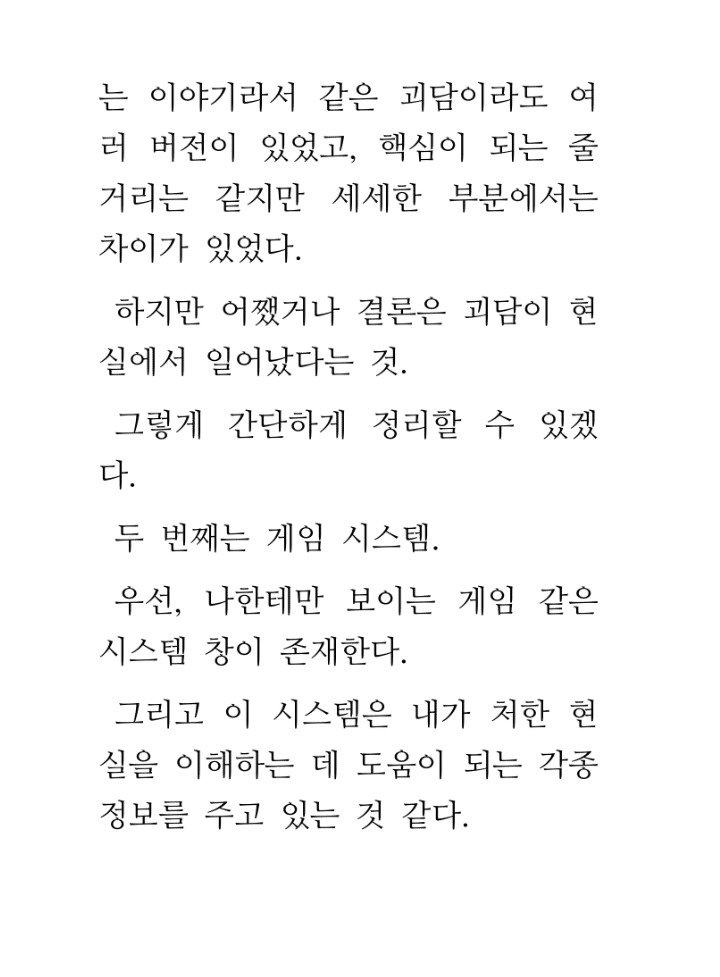 는 이야기라서 같은 괴담이라도 여
러 버전이 있었고, 핵심이 되는 줄
거리는 같지만 세세한 부분에서는
차이가 있었다.
하지만 어쨌거나 결론은 괴담이 현
실에서 일어났다는 것.
그렇게 간단하게 정리할 수 있겠
다.
두 번째는 게임 시스템.
우선, 나한테만 보이는 게임 같은
시스템 창이 존재한다.
그리고 이 시스템은 내가 처한 현
실을 이해하는 데 도움이 되는 각종
정보를 주고 있는 것 같다.